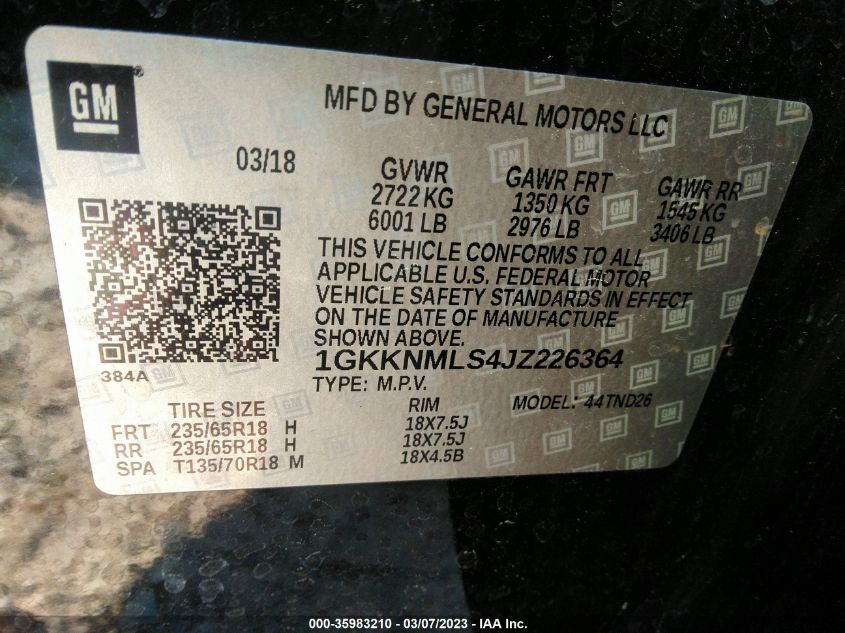 GM
MFD BY GENERAL MOTORS LLC
03/18
GVWR GAWR FRT GAWR RR
2722 KG 1350 KG 1545 KG
6001 LB 2976 LB 3406 LB
THIS VEHICLE CONFORMS TO ALL
APPLICABLE U.S. FEDERAL MOTOR
VEHICLE SAFETY STANDARDS IN EFFECT
ON THE DATE OF MANUFACTURE
SHOWN ABOVE.
1GKKNMLS4JZ226364
384A
TYPE: M.P.V. MODEL: 44TND26
TIRE SIZE RIM
FRT 235/65R18 H 18X7.5J
RR 235/65R18 H 18X7.5J
SPA T135/70R18 M 18X4.5B
000-35983210 - 03/07/2023 - IAA Inc.